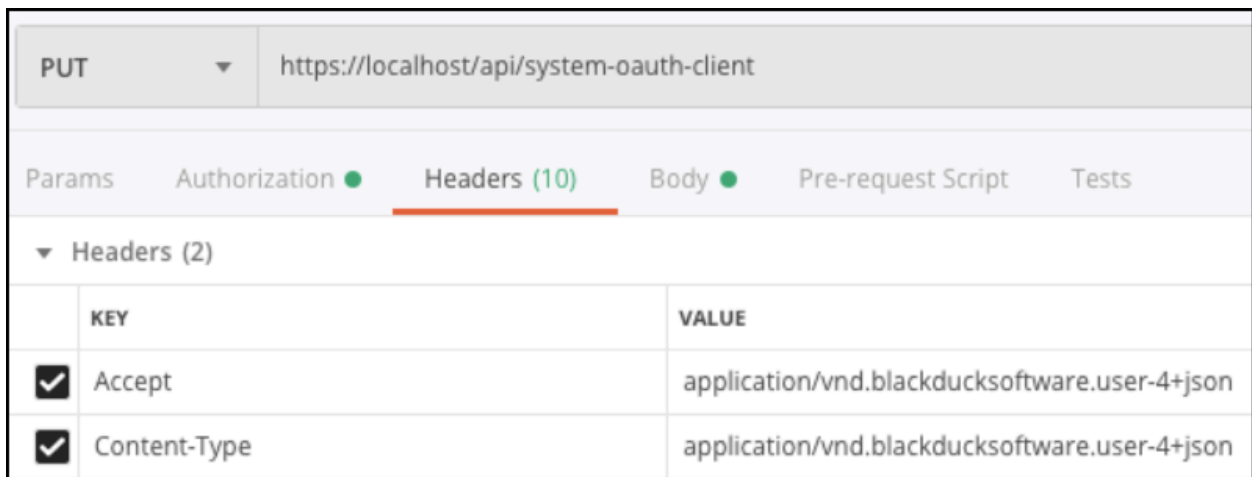 PUT https://localhost/api/system-oauth-client
Params Authorization Headers (10) Body Pre-request Script Tests
Headers (2)
KEY VALUE
Accept application/vnd.blackducksoftware.user-4+json
Content-Type application/vnd.blackducksoftware.user-4+json